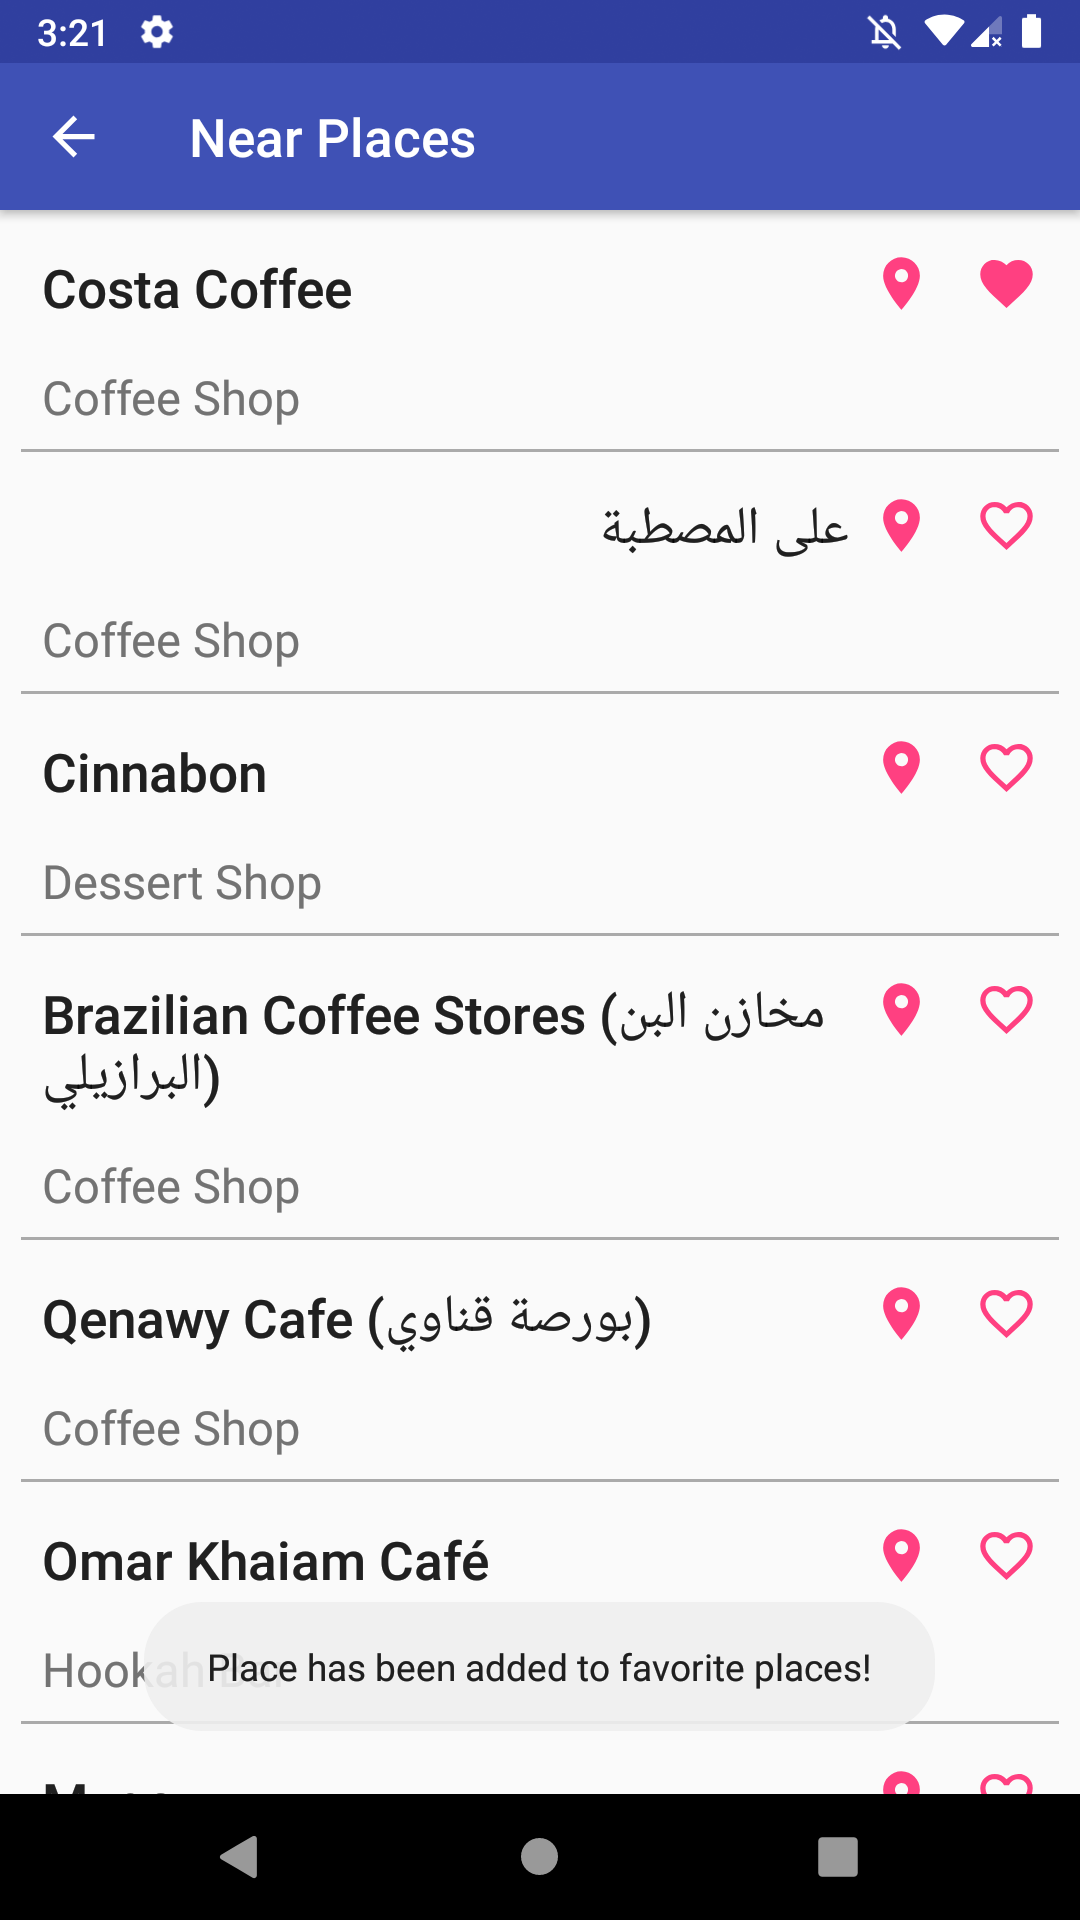 3:21
Near Places
Costa Coffee
Coffee Shop
على المصطبة
Coffee Shop
Cinnabon
Dessert Shop
Brazilian Coffee Stores (مخازن البن
البرازيلي)
Coffee Shop
Qenawy Cafe (بورصة قناوي)
Coffee Shop
Omar Khaiam Café
Hookah Bar
Place has been added to favorite places!